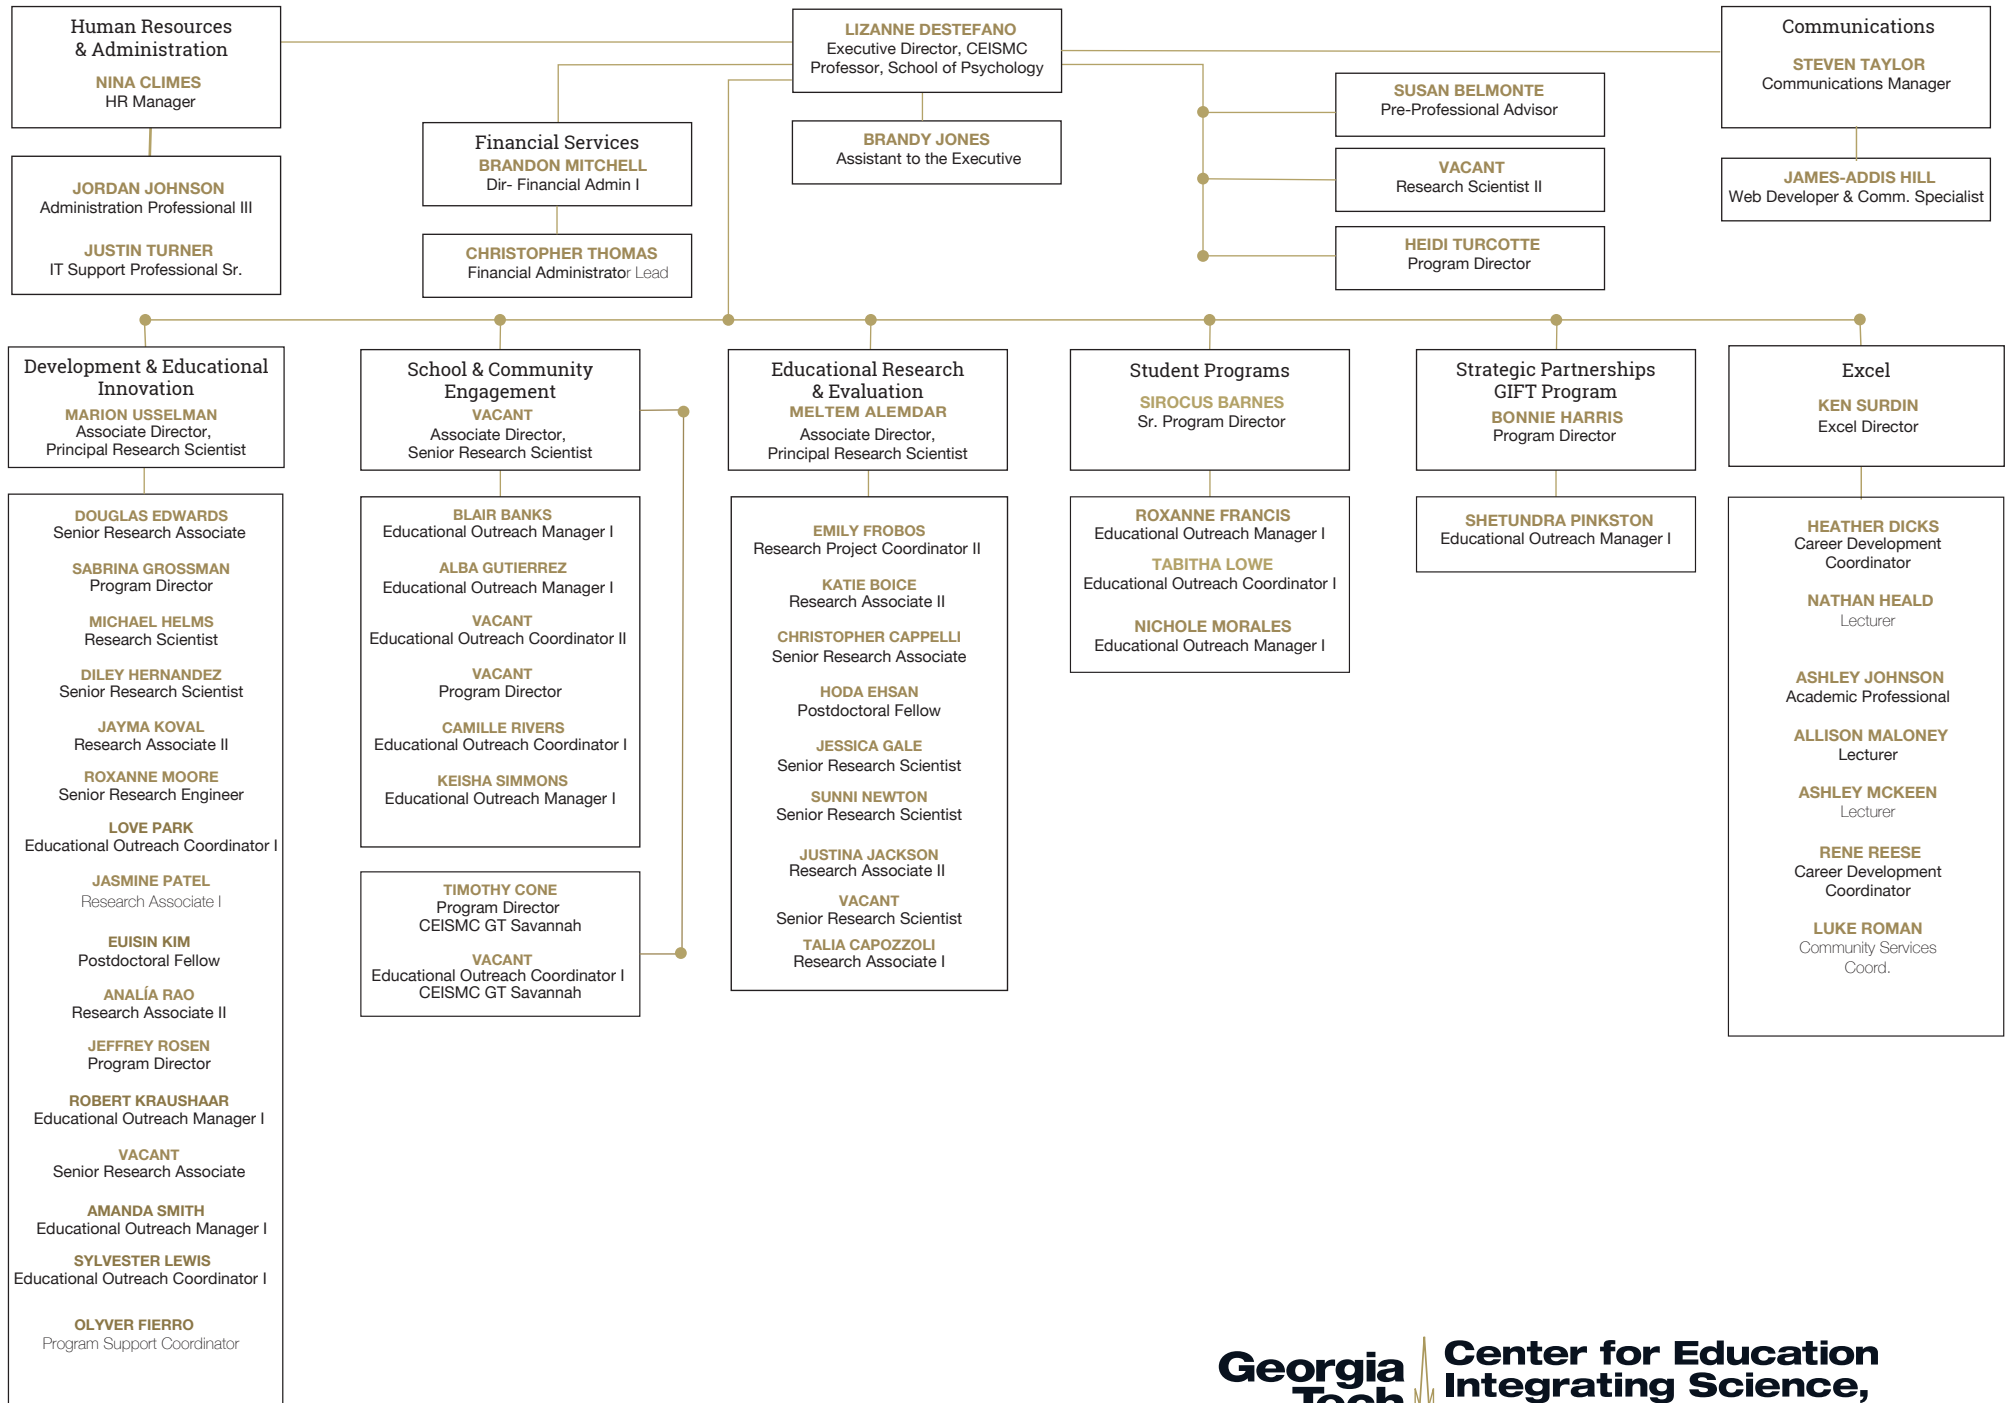 Human Resources
& Administration
NINA CLIMES
HR Manager
JORDAN JOHNSON
Administration Professional III
JUSTIN TURNER
IT Support Professional Sr.
LIZANNE DESTEFANO
Executive Director, CEISMC
Professor, School of Psychology
BRANDY JONES
Assistant to the Executive
Financial Services
BRANDON MITCHELL
Dir- Financial Admin I
CHRISTOPHER THOMAS
Financial Administrator Lead
SUSAN BELMONTE
Pre-Professional Advisor
VACANT
Research Scientist II
HEIDI TURCOTTE
Program Director
Communications
STEVEN TAYLOR
Communications Manager
JAMES-ADDIS HILL
Web Developer & Comm. Specialist
Development & Educational
Innovation
MARION USSELMAN
Associate Director,
Principal Research Scientist
DOUGLAS EDWARDS
Senior Research Associate
SABRINA GROSSMAN
Program Director
MICHAEL HELMS
Research Scientist
DILEY HERNANDEZ
Senior Research Scientist
JAYMA KOVAL
Research Associate II
ROXANNE MOORE
Senior Research Engineer
LOVE PARK
Educational Outreach Coordinator I
JASMINE PATEL
Research Associate I
EUISIN KIM
Postdoctoral Fellow
ANALÍA RAO
Research Associate II
JEFFREY ROSEN
Program Director
ROBERT KRAUSHAAR
Educational Outreach Manager I
VACANT
Senior Research Associate
AMANDA SMITH
Educational Outreach Manager I
SYLVESTER LEWIS
Educational Outreach Coordinator I
OLYVER FIERRO
Program Support Coordinator
School & Community
Engagement
VACANT
Associate Director,
Senior Research Scientist
BLAIR BANKS
Educational Outreach Manager I
ALBA GUTIERREZ
Educational Outreach Manager I
VACANT
Educational Outreach Coordinator II
VACANT
Program Director
CAMILLE RIVERS
Educational Outreach Coordinator I
KEISHA SIMMONS
Educational Outreach Manager I
TIMOTHY CONE
Program Director
CEISMC GT Savannah
VACANT
Educational Outreach Coordinator I
CEISMC GT Savannah
Educational Research
& Evaluation
MELTEM ALEMDAR
Associate Director,
Principal Research Scientist
EMILY FROBOS
Research Project Coordinator II
KATIE BOICE
Research Associate II
CHRISTOPHER CAPPELLI
Senior Research Associate
HODA EHSAN
Postdoctoral Fellow
JESSICA GALE
Senior Research Scientist
SUNNI NEWTON
Senior Research Scientist
JUSTINA JACKSON
Research Associate II
VACANT
Senior Research Scientist
TALIA CAPOZZOLI
Research Associate I
Student Programs
SIROCUS BARNES
Sr. Program Director
ROXANNE FRANCIS
Educational Outreach Manager I
TABITHA LOWE
Educational Outreach Coordinator I
NICHOLE MORALES
Educational Outreach Manager I
Strategic Partnerships
GIFT Program
BONNIE HARRIS
Program Director
SHETUNDRA PINKSTON
Educational Outreach Manager I
Excel
KEN SURDIN
Excel Director
HEATHER DICKS
Career Development
Coordinator
NATHAN HEALD
Lecturer
ASHLEY JOHNSON
Academic Professional
ALLISON MALONEY
Lecturer
ASHLEY MCKEEN
Lecturer
RENE REESE
Career Development
Coordinator
LUKE ROMAN
Community Services
Coord.
Georgia
Tech
Center for Education
Integrating Science,